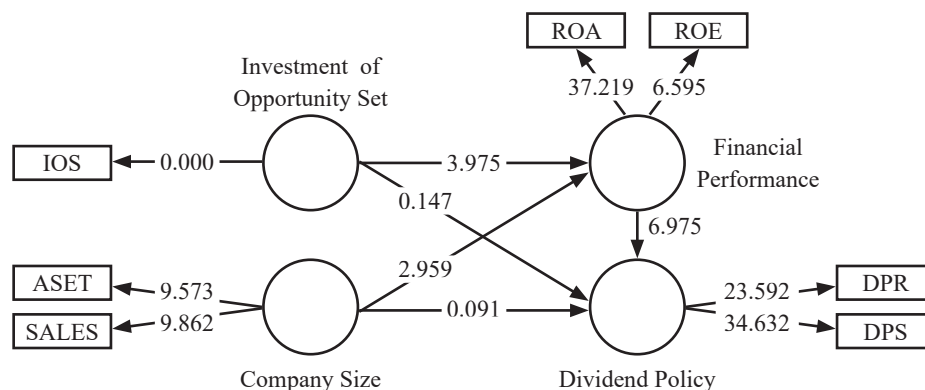 ROA
ROE
Investment of
Opportunity Set
37.219
6.595
IOS
0.000
3.975
Financial
Performance
0.147
6.975
2.959
ASET
9.573
23.592
DPR
SALES
9.862
0.091
34.632
DPS
Company Size
Dividend Policy